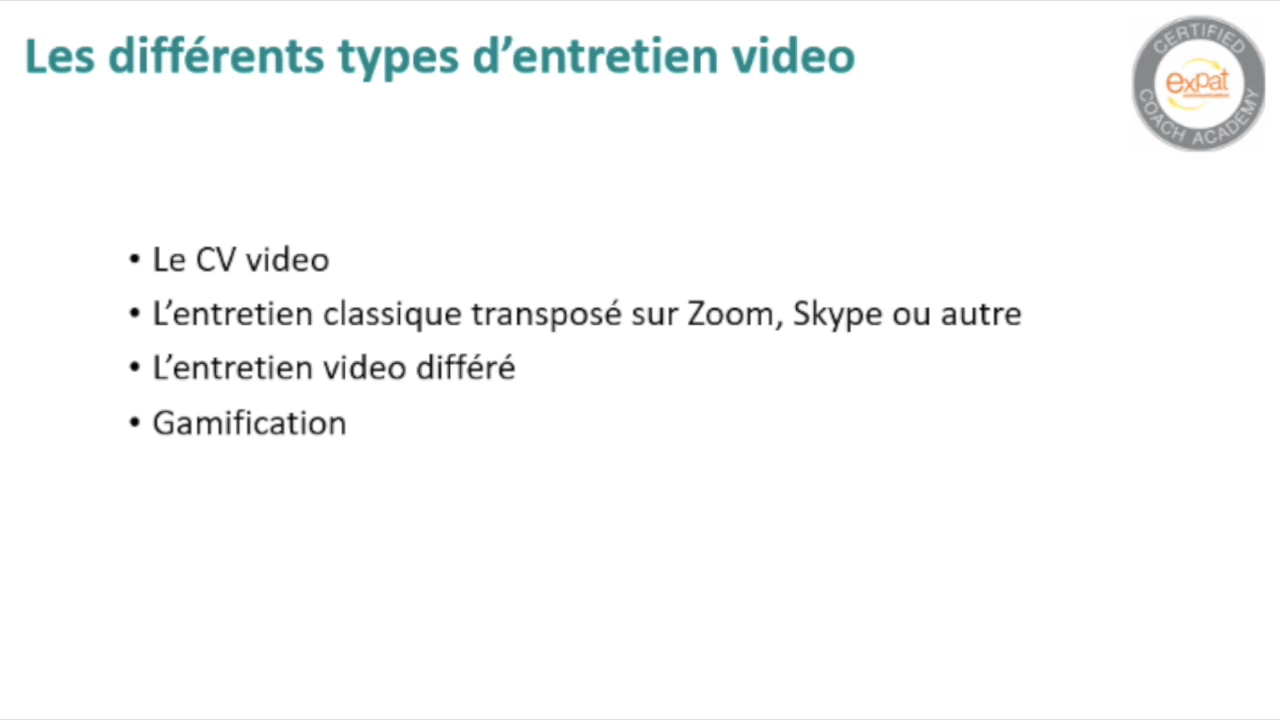 Les différents types d’entretien video
CERTIFIED
expat
communication
COACH ACADEMY
• Le CV video
• L’entretien classique transposé sur Zoom, Skype ou autre
• L’entretien video différé
• Gamification